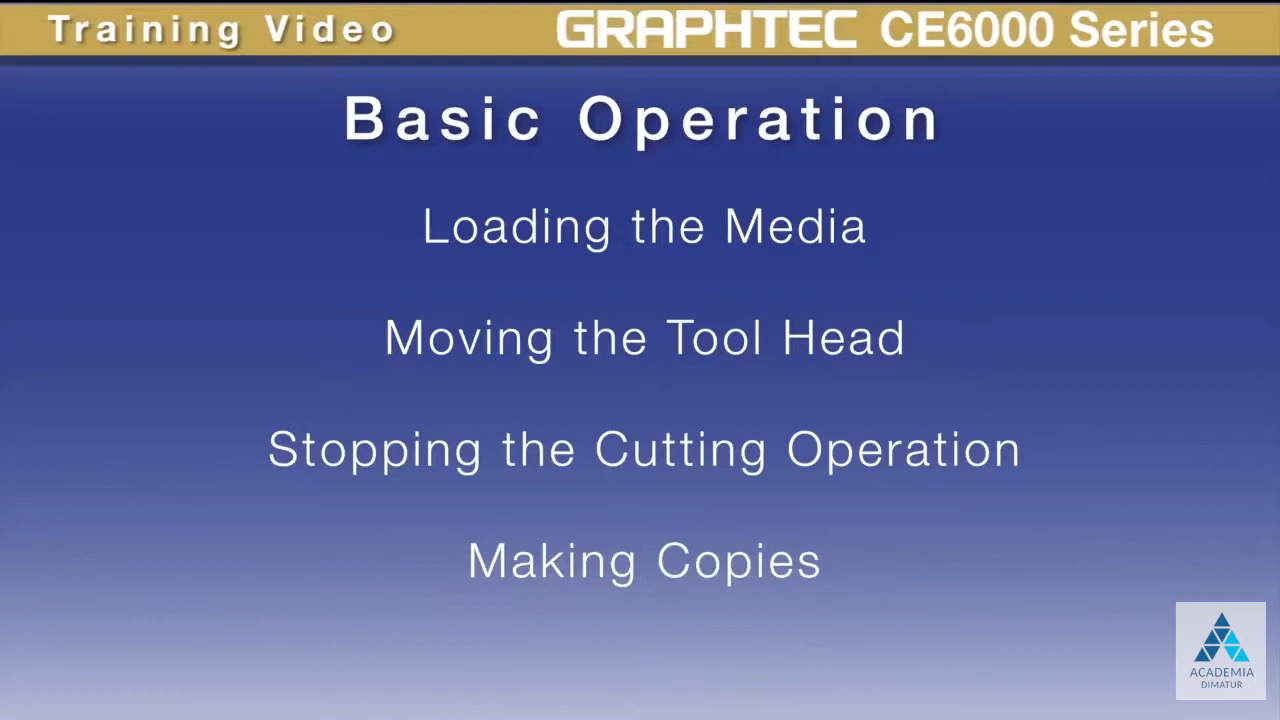 Training Video
GRAPHTEC CE6000 Series
Basic Operation
Loading the Media
Moving the Tool Head
Stopping the Cutting Operation
Making Copies
ACADEMIA
DIMATUR